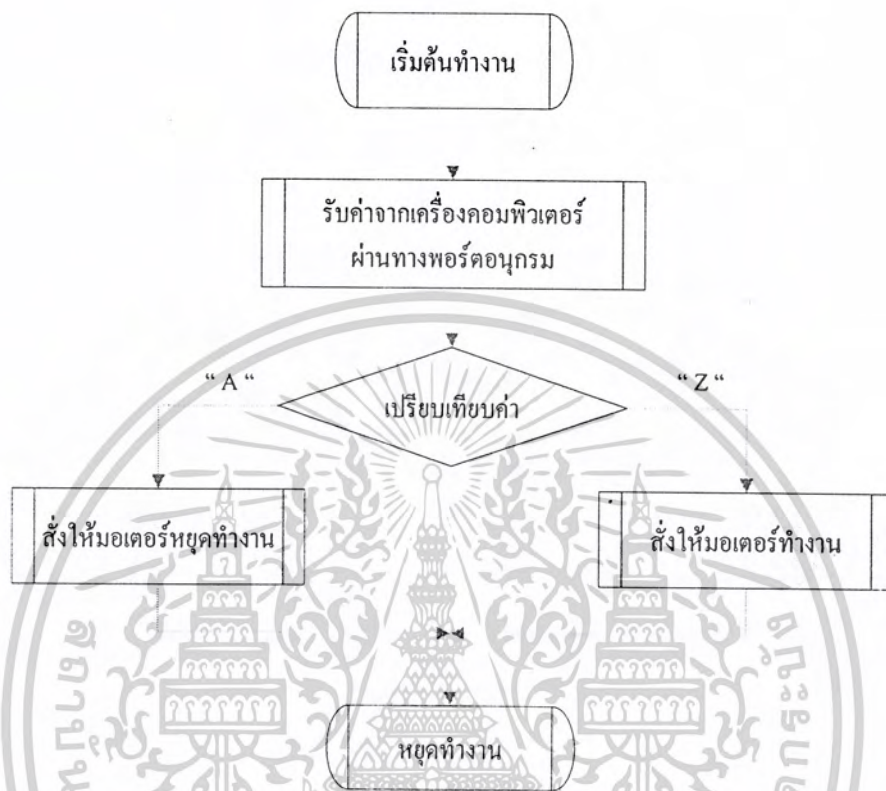 เริ่มต้นทำงาน
รับค่าจากเครื่องคอมพิวเตอร์
ผ่านทางพอร์ตอนุกรม
“ A “
“ Z “
เปรียบเทียบค่า
สั่งให้มอเตอร์หยุดทำงาน
สั่งให้มอเตอร์ทำงาน
หยุดทำงาน